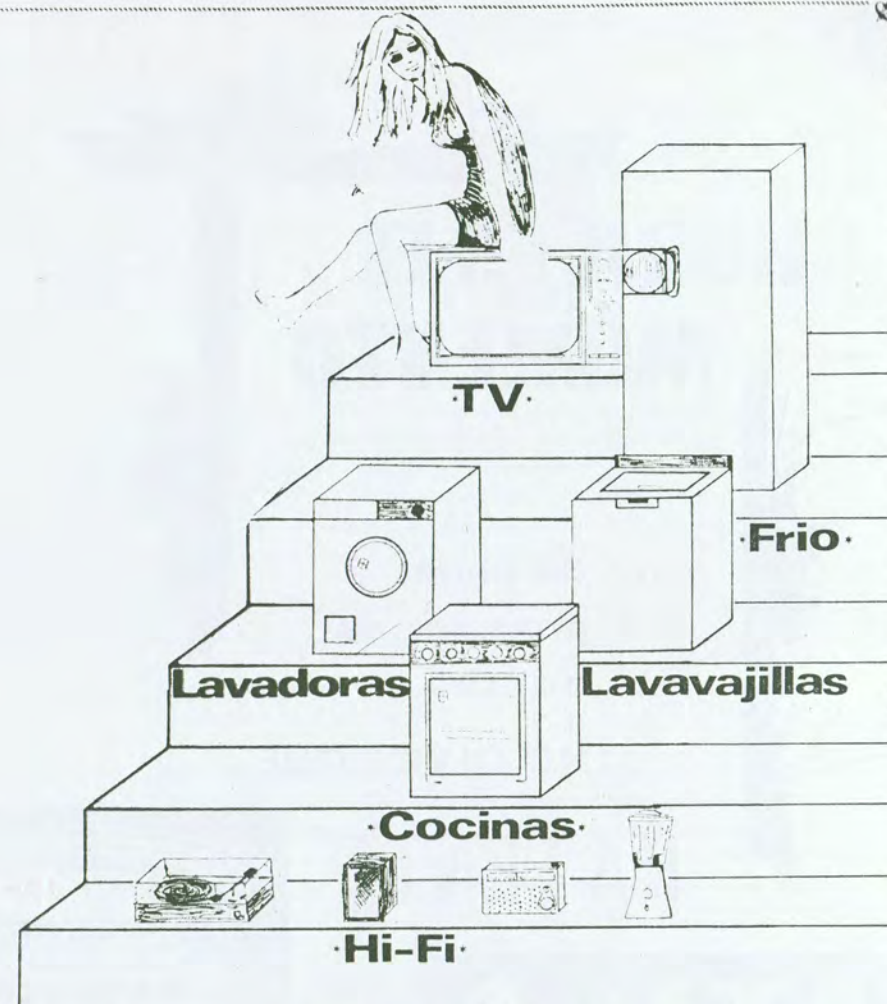 ·TV·
·Frio·
Lavadoras
Lavavajillas
·Cocinas·
·Hi-Fi·